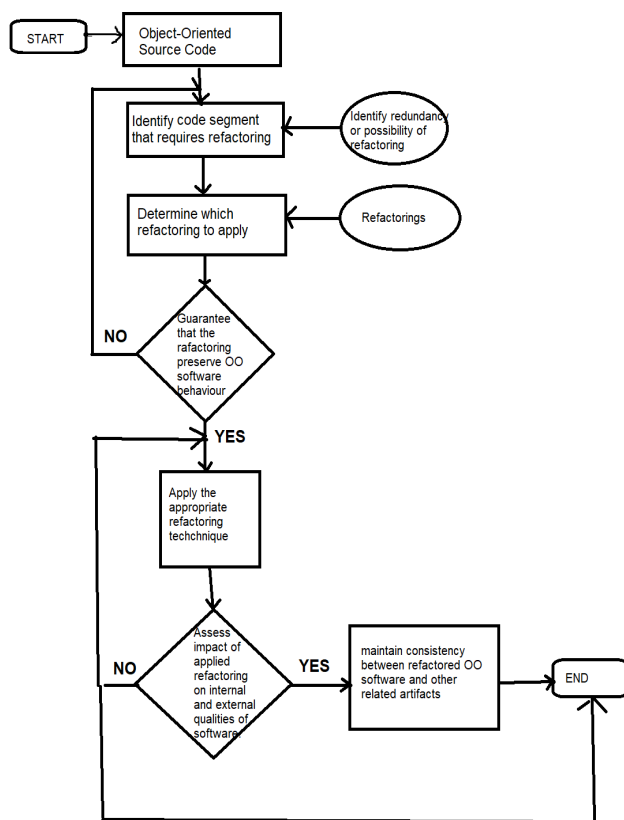 START
Object-Oriented
Source Code
Identify code segment
that requires refactoring
Identify redundancy
or possibility of
refactoring
Determine which
refactoring to apply
Refactorings
Guarantee
that the
rafactoring
preserve OO
software
behaviour
NO
YES
Apply the
appropriate
refactoring
techchnique
Assess
impact of
applied
refactoring
on internal
and external
qualities of
software.
NO
YES
maintain consistency
between refactored OO
software and other
related artifacts
END